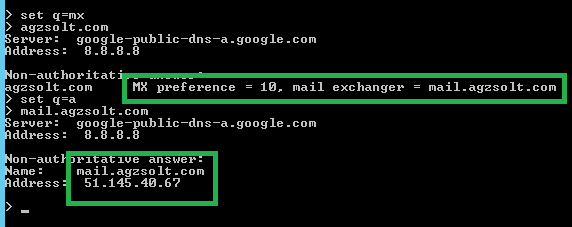 > set q=mx
> agzsolt.com
Server:  google-public-dns-a.google.com
Address:  8.8.8.8
Non-authoritative answer:
agzsolt.com     MX preference = 10, mail exchanger = mail.agzsolt.com
> set q=a
> mail.agzsolt.com
Server:  google-public-dns-a.google.com
Address:  8.8.8.8
Non-authoritative answer:
Name:    mail.agzsolt.com
Address:  51.145.40.67
> _